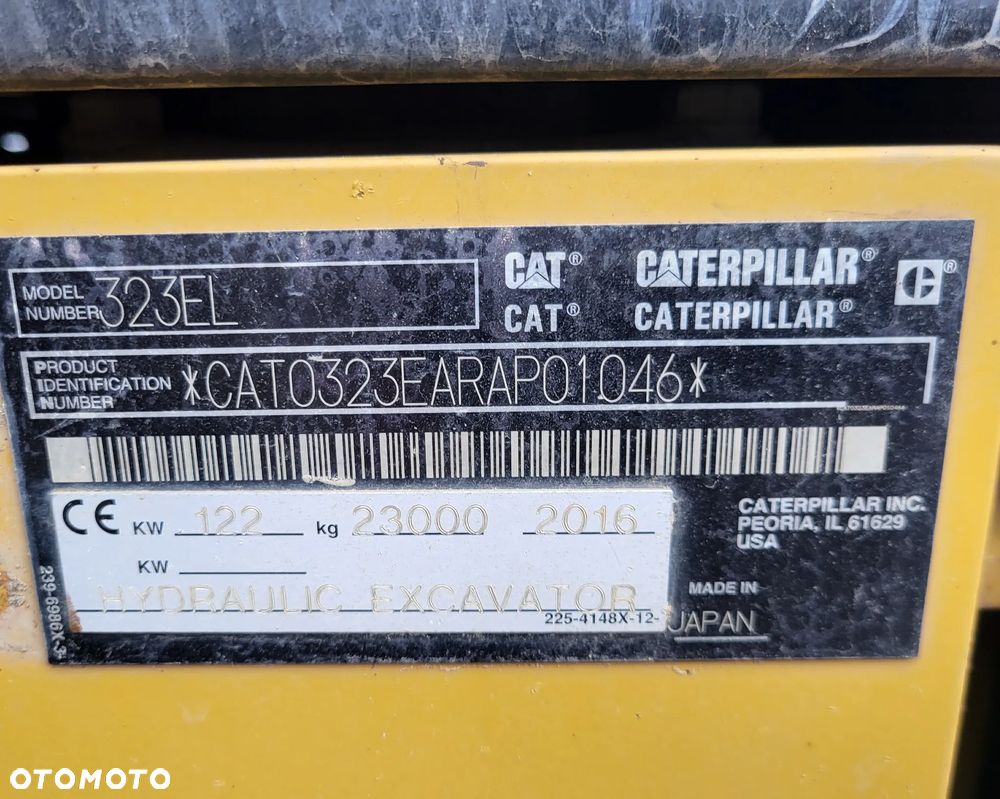 MODEL NUMBER 323EL
CAT® CATERPILLAR®
CAT® CATERPILLAR®
PRODUCT IDENTIFICATION NUMBER *CAT0323EARAP01046*
*CAT0323EARAP01046*
CE KW 122 kg 23000 2016
KW
HYDRAULIC EXCAVATOR
225-4148X-12-
239-6986X-3
CATERPILLAR INC.
PEORIA, IL 61629
USA
MADE IN
JAPAN
OTOMOTO